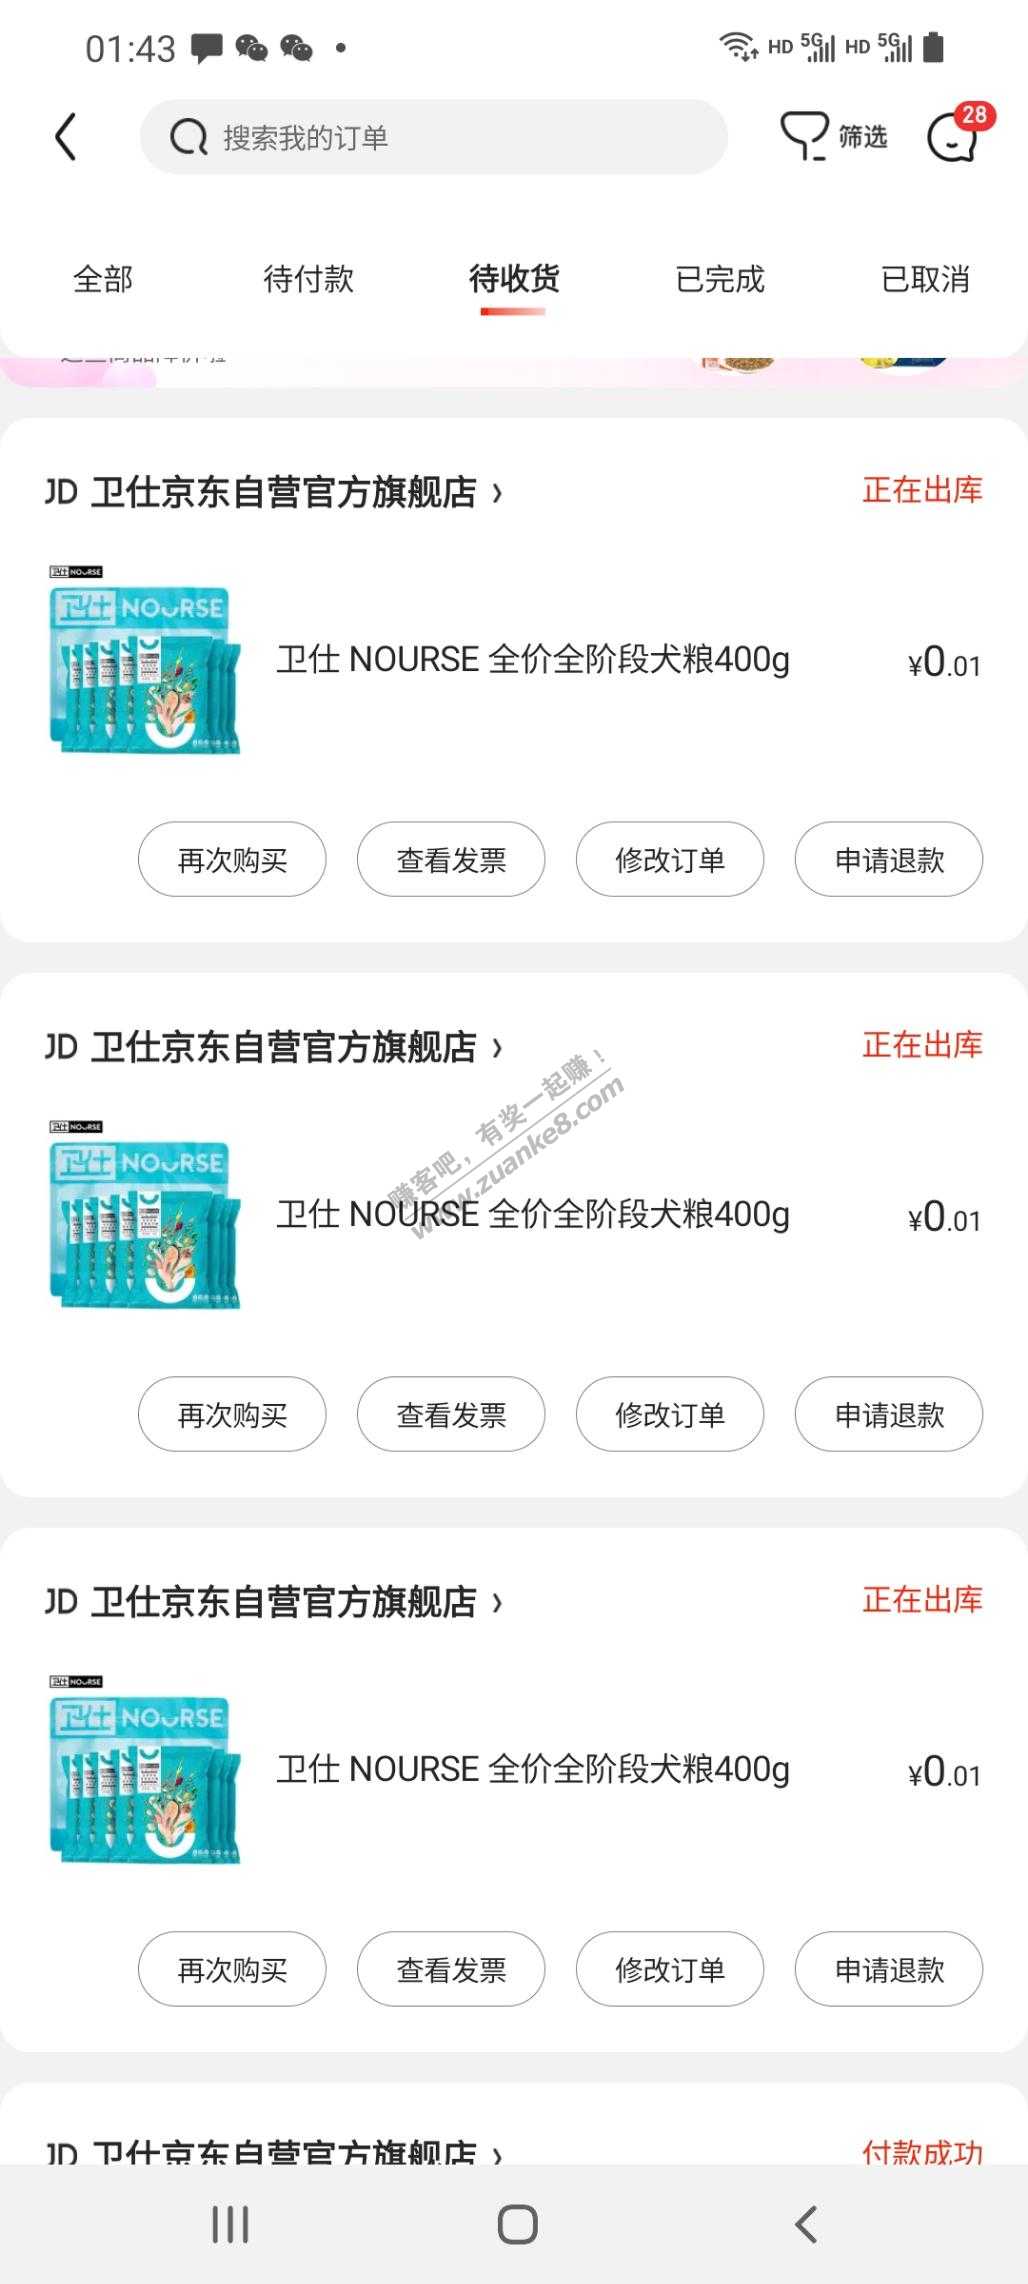 01:43 HD 5G HD 5G
搜索我的订单 筛选 28
全部 待付款 待收货 已完成 已取消
JD 卫仕京东自营官方旗舰店 › 正在出库
卫仕 NOURSE
卫仕 NOURSE
卫仕 NOURSE 全价全阶段犬粮400g ¥0.01
再次购买 查看发票 修改订单 申请退款
JD 卫仕京东自营官方旗舰店 › 正在出库
赚客吧，有奖一起赚！
www.zuanke8.com
卫仕 NOURSE
卫仕 NOURSE
卫仕 NOURSE 全价全阶段犬粮400g ¥0.01
再次购买 查看发票 修改订单 申请退款
JD 卫仕京东自营官方旗舰店 › 正在出库
卫仕 NOURSE
卫仕 NOURSE
卫仕 NOURSE 全价全阶段犬粮400g ¥0.01
再次购买 查看发票 修改订单 申请退款
JD 卫仕京东自营官方旗舰店 › 付款成功